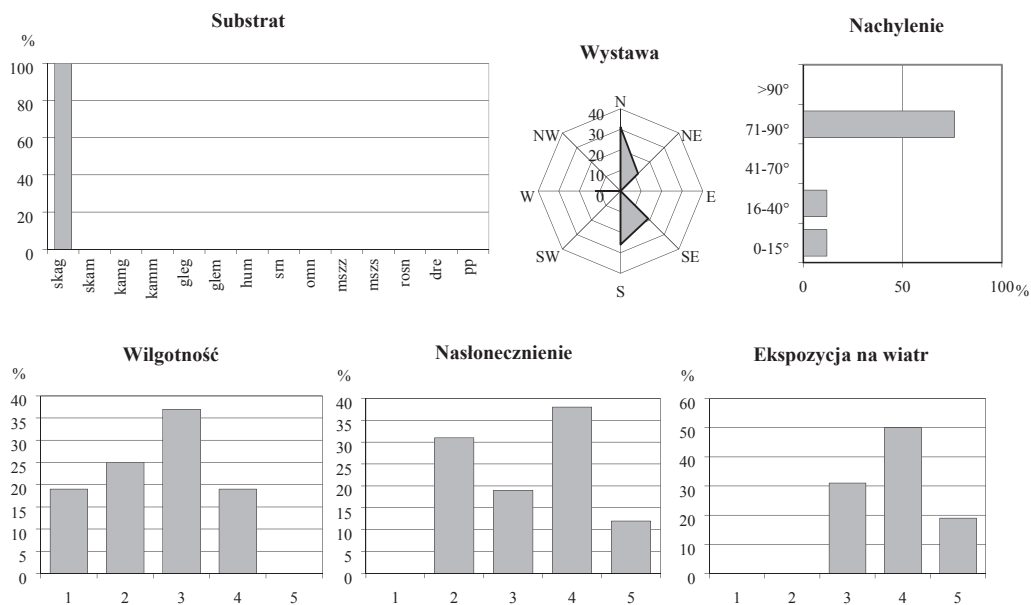 Substrat
%
100
80
60
40
20
0
skag
skam
kamg
kamm
gleg
glem
hum
srn
omn
mszz
mszs
rosn
dre
pp
Wystawa
N
NE
E
SE
S
SW
W
NW
40
30
20
10
0
Nachylenie
>90°
71-90°
41-70°
16-40°
0-15°
0 50 100 %
Wilgotność
%
40
35
30
25
20
15
10
5
0
1 2 3 4 5
Nasłonecznienie
%
40
35
30
25
20
15
10
5
0
1 2 3 4 5
Ekspozycja na wiatr
%
60
50
40
30
20
10
0
1 2 3 4 5